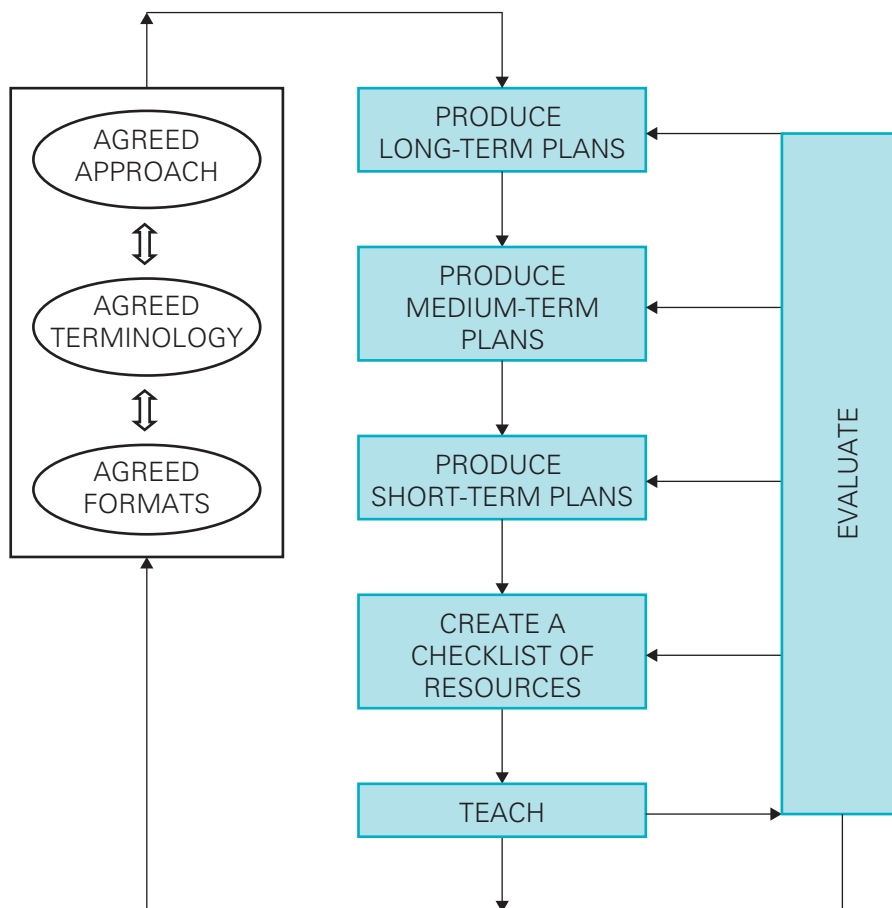 AGREED
APPROACH
AGREED
TERMINOLOGY
AGREED
FORMATS
PRODUCE
LONG-TERM PLANS
PRODUCE
MEDIUM-TERM
PLANS
PRODUCE
SHORT-TERM PLANS
CREATE A
CHECKLIST OF
RESOURCES
TEACH
EVALUATE